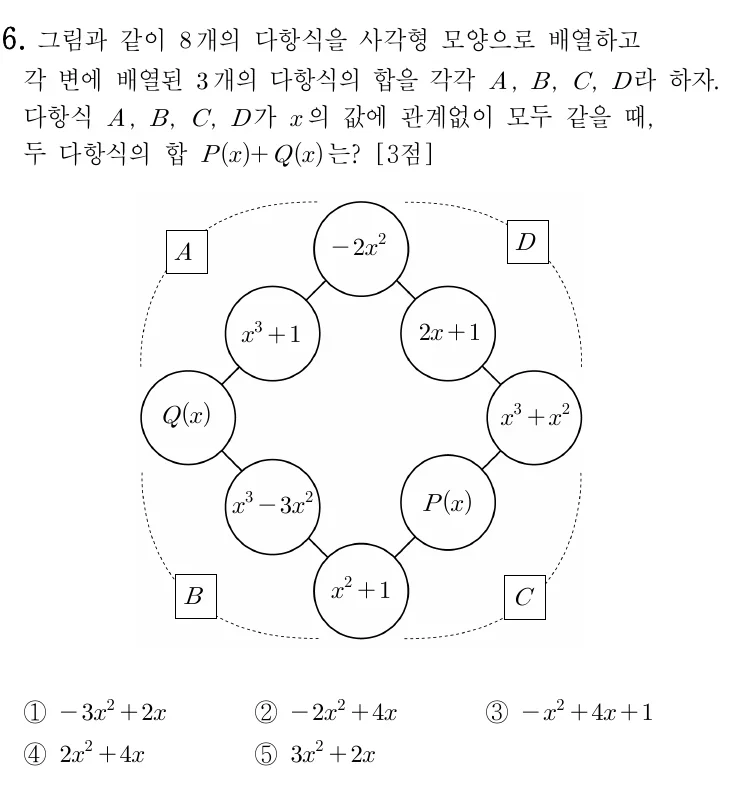 6. 그림과 같이 8개의 다항식을 사각형 모양으로 배열하고
각 변에 배열된 3개의 다항식의 합을 각각 A, B, C, D라 하자.
다항식 A, B, C, D가 x의 값에 관계없이 모두 같을 때,
두 다항식의 합 P(x)+Q(x)는? [3점]
-2x²
A
D
x³+1
2x+1
Q(x)
x³+x²
x³-3x²
P(x)
x²+1
B
C
① -3x²+2x ② -2x²+4x ③ -x²+4x+1
④ 2x²+4x ⑤ 3x²+2x